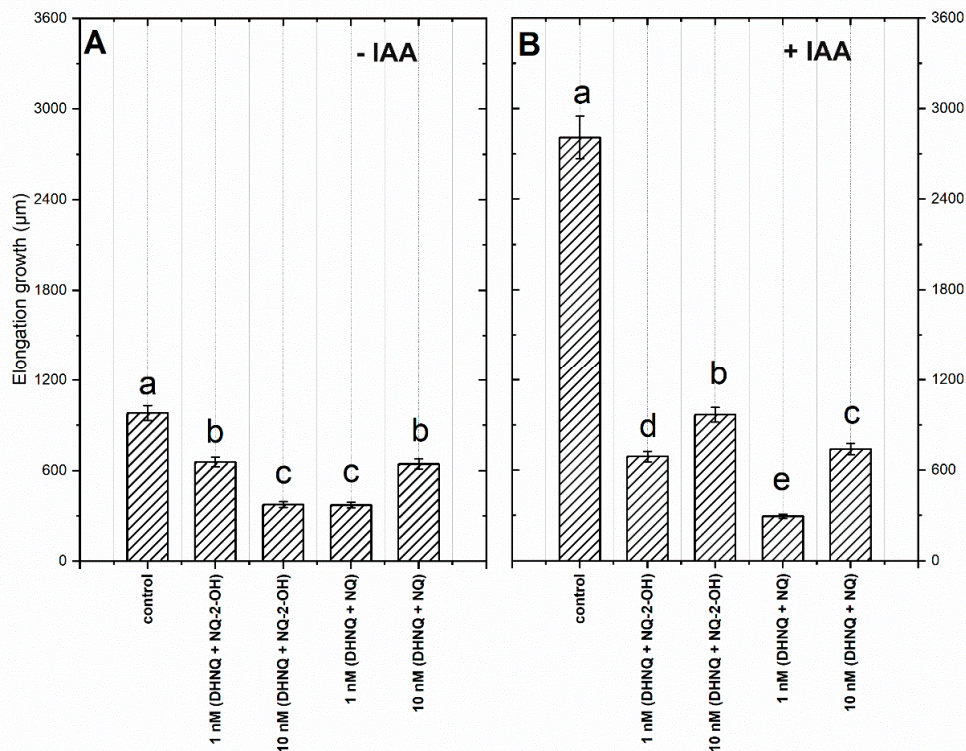 A
- IAA
B
+ IAA
Elongation growth (µm)
3600
3000
2400
1800
1200
600
0
a
b
c
c
b
a
d
b
e
c
3600
3000
2400
1800
1200
600
0
control
1 nM (DHNQ + NQ-2-OH)
10 nM (DHNQ + NQ-2-OH)
1 nM (DHNQ + NQ)
10 nM (DHNQ + NQ)
control
1 nM (DHNQ + NQ-2-OH)
10 nM (DHNQ + NQ-2-OH)
1 nM (DHNQ + NQ)
10 nM (DHNQ + NQ)